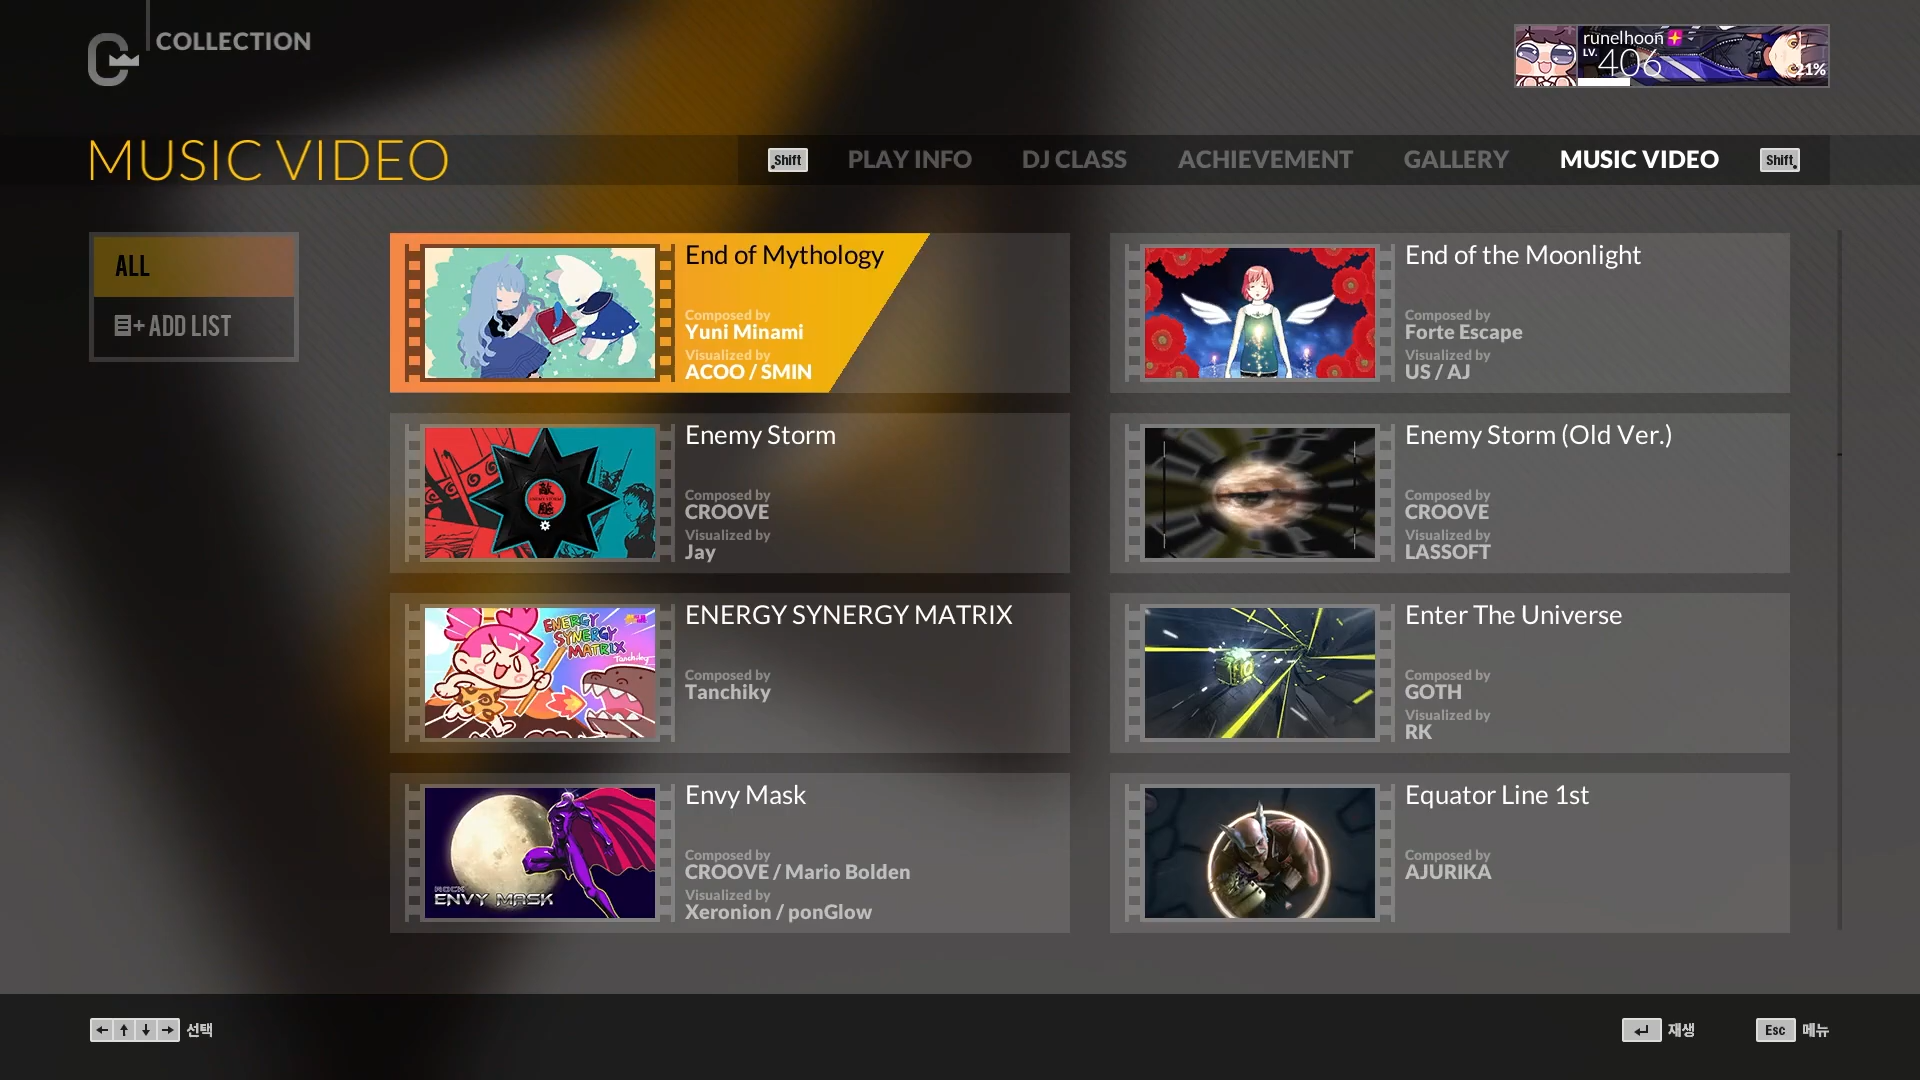 COLLECTION
runelhoon
LV. 406
21%
MUSIC VIDEO
Shift PLAY INFO DJ CLASS ACHIEVEMENT GALLERY MUSIC VIDEO Shift
ALL
ADD LIST
End of Mythology
Composed by
Yuni Minami
Visualized by
ACOO / SMIN
End of the Moonlight
Composed by
Forte Escape
Visualized by
US / AJ
Enemy Storm
Composed by
CROOVE
Visualized by
Jay
Enemy Storm (Old Ver.)
Composed by
CROOVE
Visualized by
LASSOFT
ENERGY
SYNERGY
MATRIX
Tanchiky
ENERGY SYNERGY MATRIX
Composed by
Tanchiky
Enter The Universe
Composed by
GOTH
Visualized by
RK
ROCK
ENVY MASK
Envy Mask
Composed by
CROOVE / Mario Bolden
Visualized by
Xeronion / ponGlow
Equator Line 1st
Composed by
AJURIKA
선택
재생
Esc 메뉴